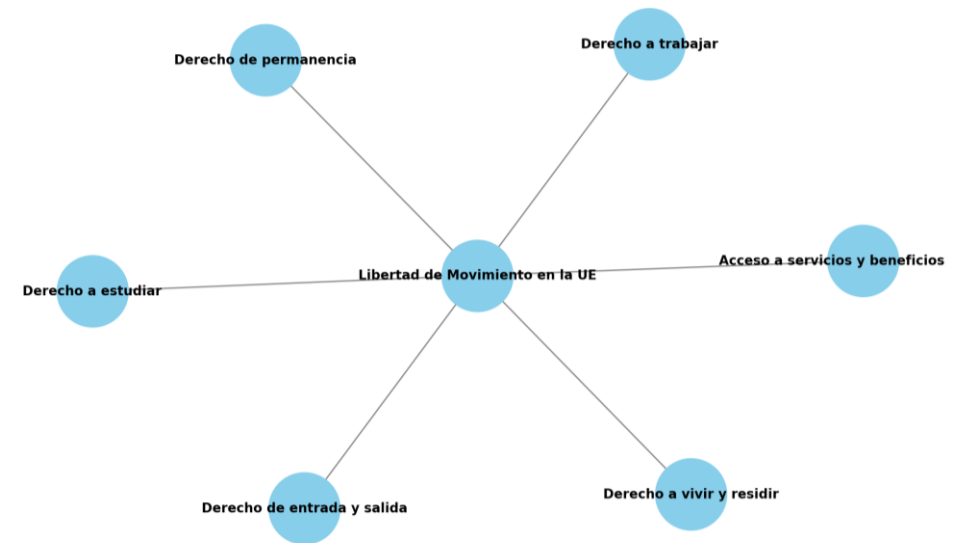 Derecho a trabajar
Derecho de permanencia
Acceso a servicios y beneficios
Libertad de Movimiento en la UE
Derecho a estudiar
Derecho a vivir y residir
Derecho de entrada y salida